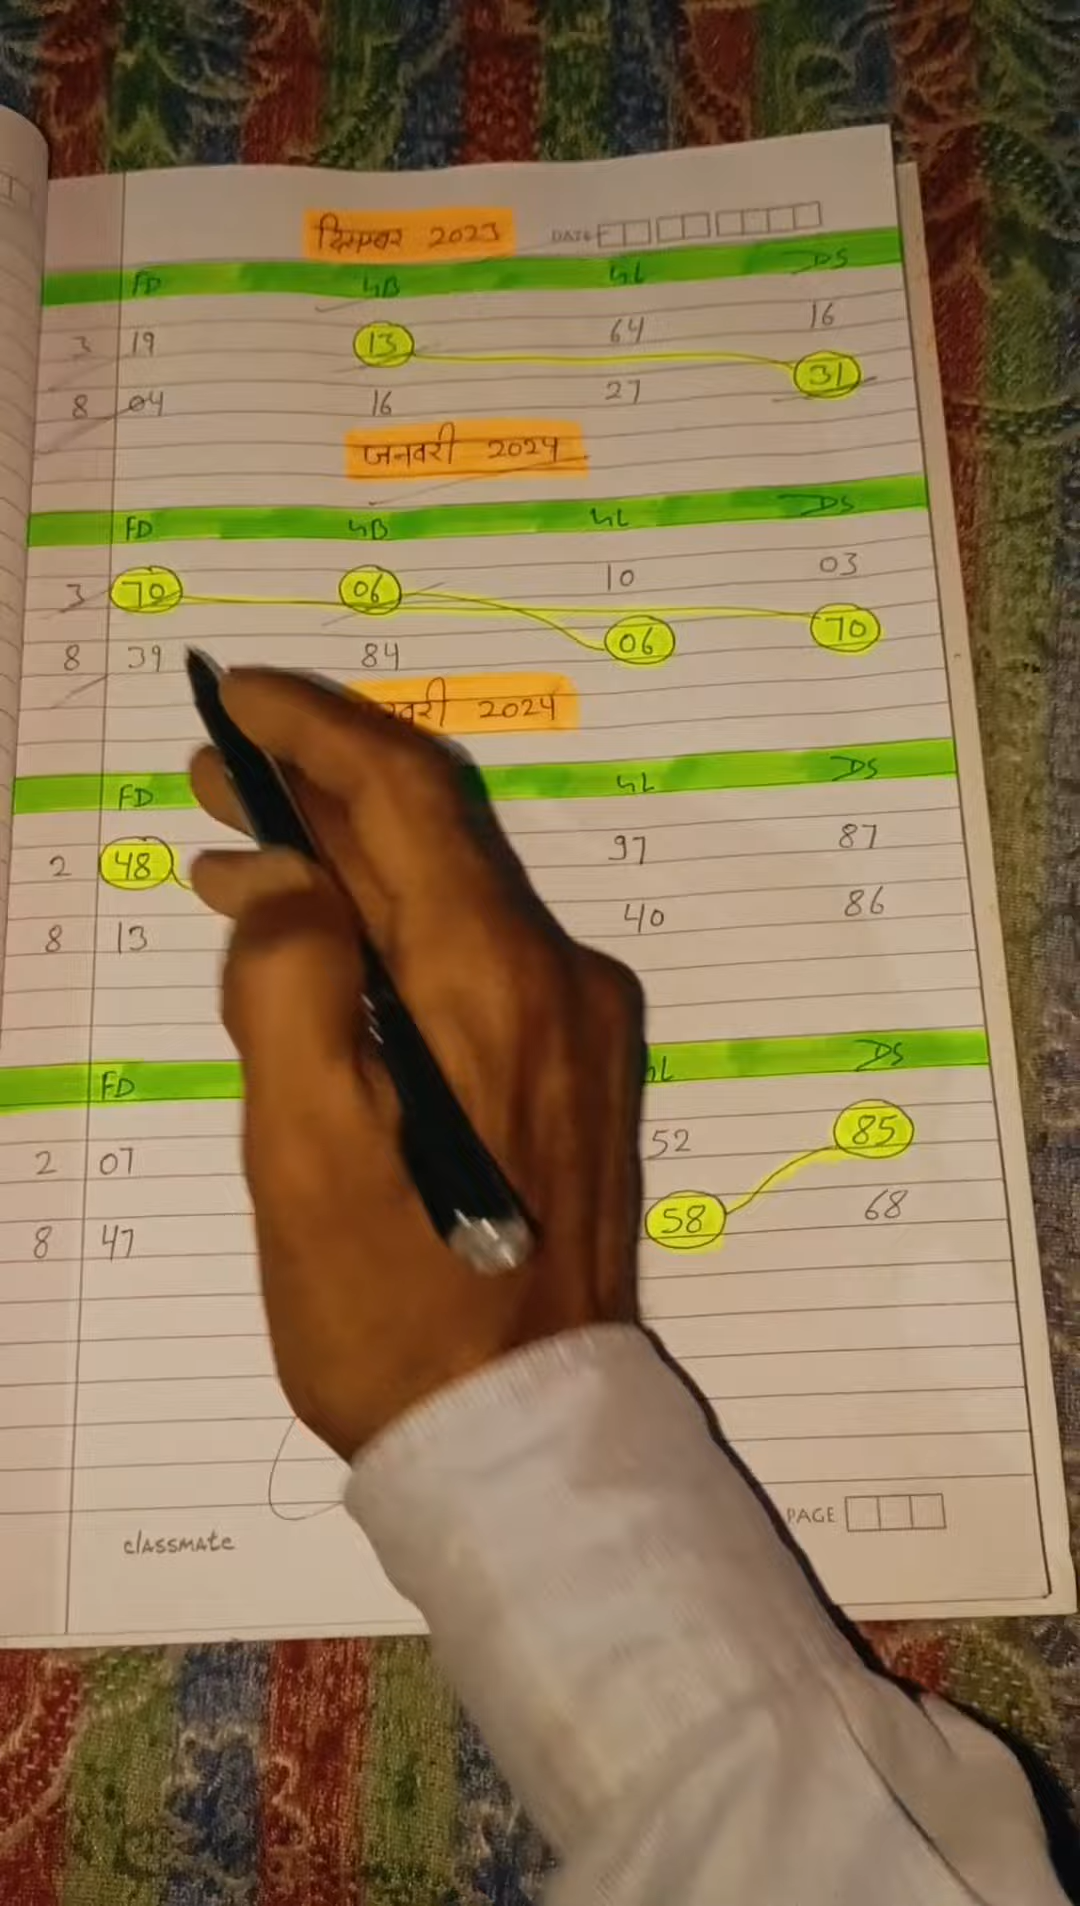 दिसम्बर 2023
DATE
FD GB GL DS
3 19 13 64 16
8 04 16 27 31
जनवरी 2024
FD GB GL DS
3 70 06 10 03
8 39 84 06 70
2024
FD GL DS
2 48 97 87
8 13 40 86
FD GL DS
2 07 52 85
8 47 58 68
classmate
PAGE